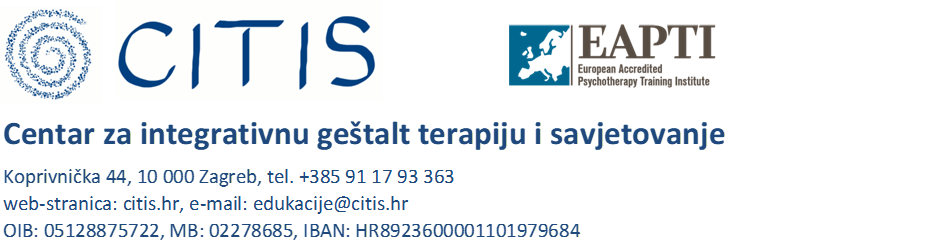 CITIS
EAPTI
European Accredited
Psychotherapy Training Institute
Centar za integrativnu geštalt terapiju i savjetovanje
Koprivnička 44, 10 000 Zagreb, tel. +385 91 17 93 363
web-stranica: citis.hr, e-mail: edukacije@citis.hr
OIB: 05128875722, MB: 02278685, IBAN: HR8923600001101979684